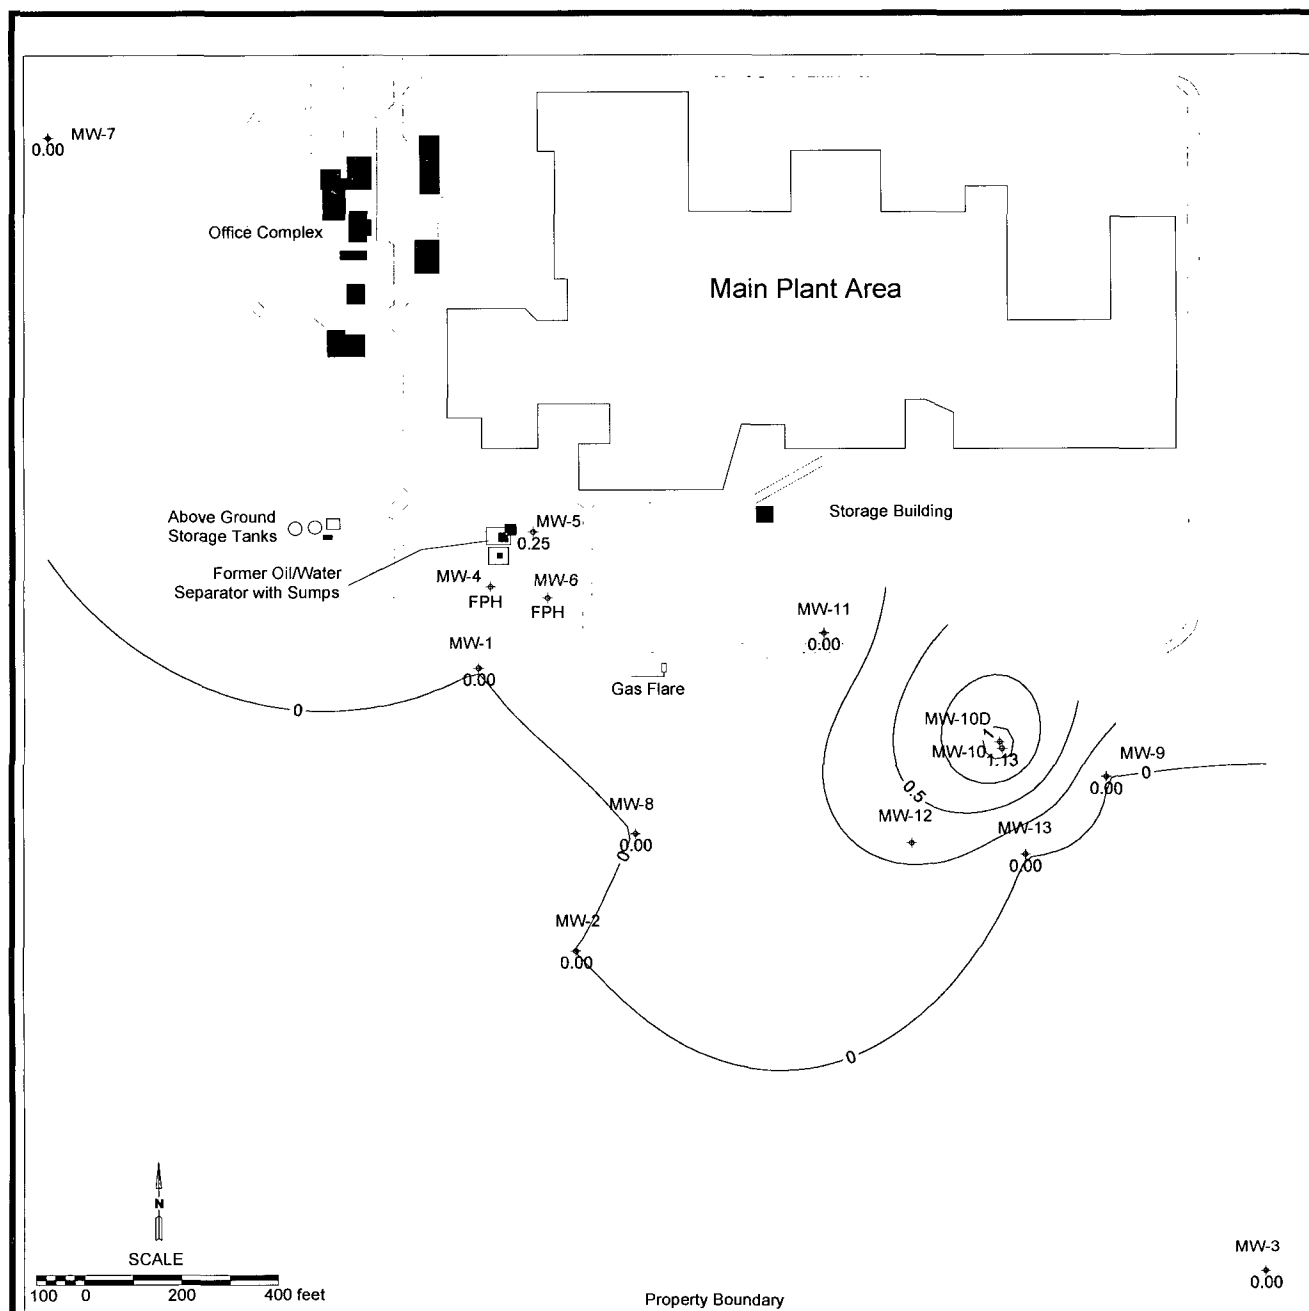 MW-7
0.00
Office Complex
Main Plant Area
Above Ground
Storage Tanks
MW-5
0.25
Storage Building
Former Oil/Water
Separator with Sumps
MW-4
FPH
MW-6
FPH
MW-11
0.00
MW-1
0.00
Gas Flare
0
MW-10D
1
MW-10
1.13
MW-9
0.00
0
0.5
MW-8
0.00
0
MW-12
MW-13
0.00
MW-2
0.00
0
N
SCALE
100 0 200 400 feet
MW-3
0.00
Property Boundary